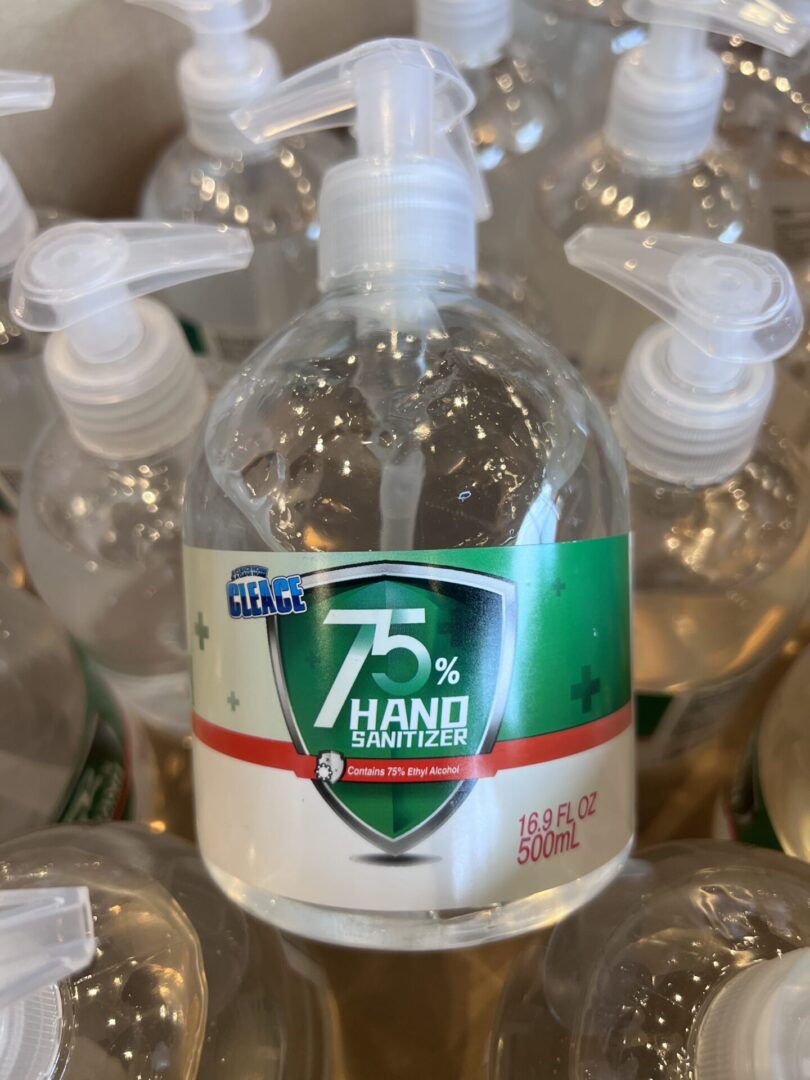 CLEACE
75%
HAND
SANITIZER
Contains 75% Ethyl Alcohol
16.9 FL OZ
500mL